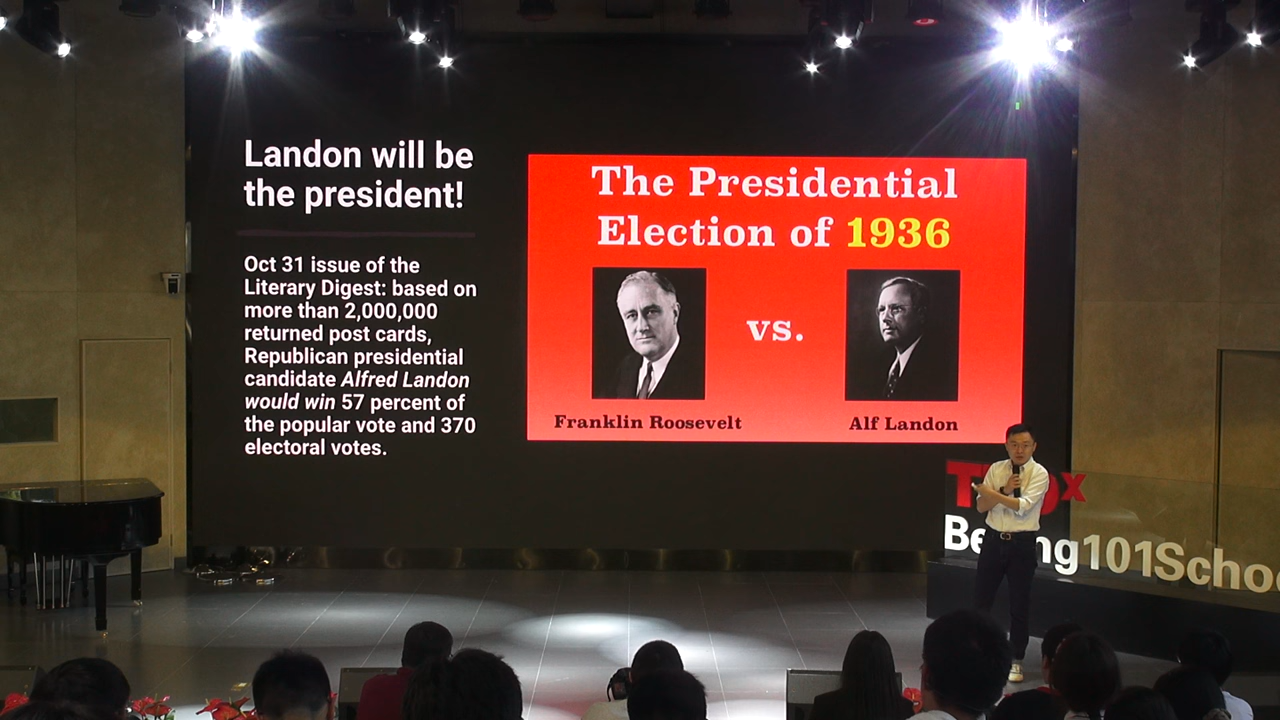 Landon will be
the president!
Oct 31 issue of the
Literary Digest: based on
more than 2,000,000
returned post cards,
Republican presidential
candidate Alfred Landon
would win 57 percent of
the popular vote and 370
electoral votes.
The Presidential
Election of 1936
vs.
Franklin Roosevelt
Alf Landon